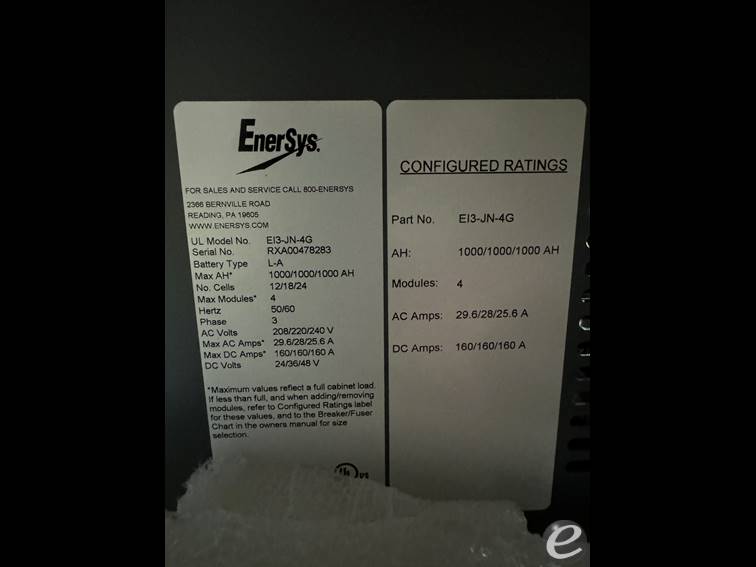 EnerSys.
FOR SALES AND SERVICE CALL 800-ENERSYS
2366 BERNVILLE ROAD
READING, PA 19605
WWW.ENERSYS.COM
UL Model No. EI3-JN-4G
Serial No. RXA00478283
Battery Type L-A
Max AH* 1000/1000/1000 AH
No. Cells 12/18/24
Max Modules* 4
Hertz 50/60
Phase 3
AC Volts 208/220/240 V
Max AC Amps* 29.6/28/25.6 A
Max DC Amps* 160/160/160 A
DC Volts 24/36/48 V
*Maximum values reflect a full cabinet load.
If less than full, and when adding/removing
modules, refer to Configured Ratings label
for these values, and to the Breaker/Fuser
Chart in the owners manual for size
selection.
US
CONFIGURED RATINGS
Part No. EI3-JN-4G
AH: 1000/1000/1000 AH
Modules: 4
AC Amps: 29.6/28/25.6 A
DC Amps: 160/160/160 A
e